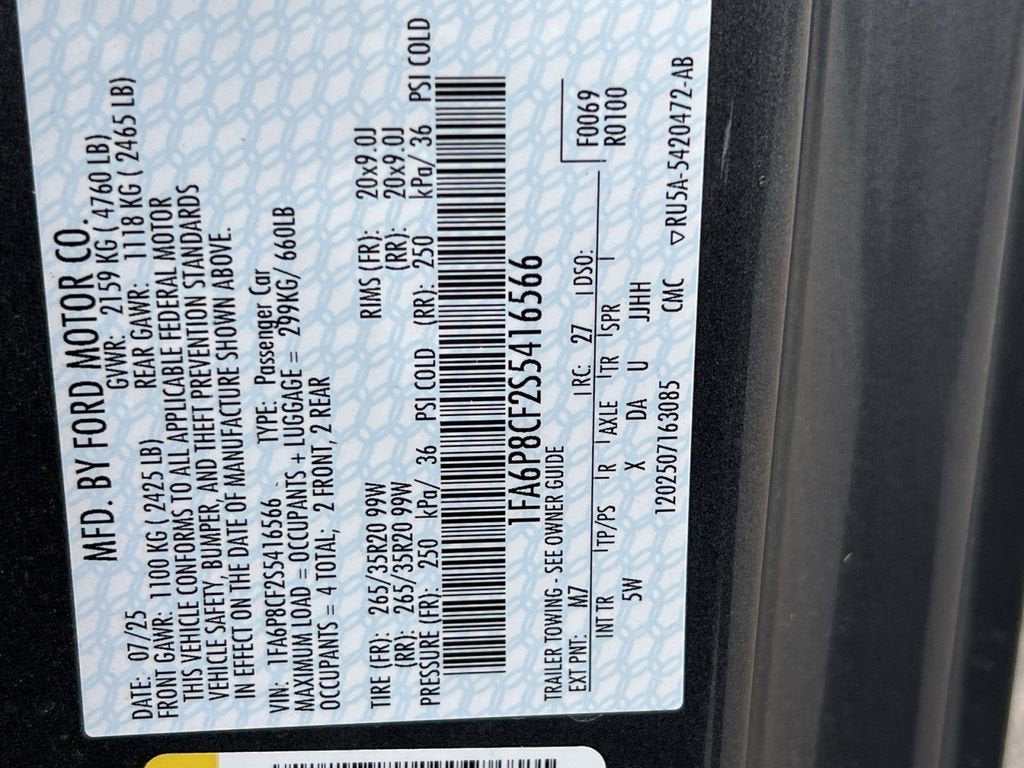 MFD. BY FORD MOTOR CO.
DATE: 07/25 GVWR: 2159 KG ( 4760 LB)
FRONT GAWR: 1100 KG ( 2425 LB) REAR GAWR: 1118 KG ( 2465 LB)
THIS VEHICLE CONFORMS TO ALL APPLICABLE FEDERAL MOTOR
VEHICLE SAFETY, BUMPER, AND THEFT PREVENTION STANDARDS
IN EFFECT ON THE DATE OF MANUFACTURE SHOWN ABOVE.
VIN: 1FA6P8CF2S5416566 TYPE: Passenger Car
MAXIMUM LOAD = OCCUPANTS + LUGGAGE = 299KG/ 660LB
OCCUPANTS = 4 TOTAL; 2 FRONT, 2 REAR
TIRE (FR): 265/35R20 99W RIMS (FR): 20x9.0J
(RR): 265/35R20 99W (RR): 20x9.0J
PRESSURE (FR): 250 kPa/ 36 PSI COLD (RR): 250 kPa/ 36 PSI COLD
1FA6P8CF2S5416566
TRAILER TOWING - SEE OWNER GUIDE
F0069
EXT PNT: M7 RC: 27 DSO: R0100
INT TR TP/PS R AXLE TR SPR
5W X DA U JJHH
1202507163085 CMC ▽RU5A-5420472-AB